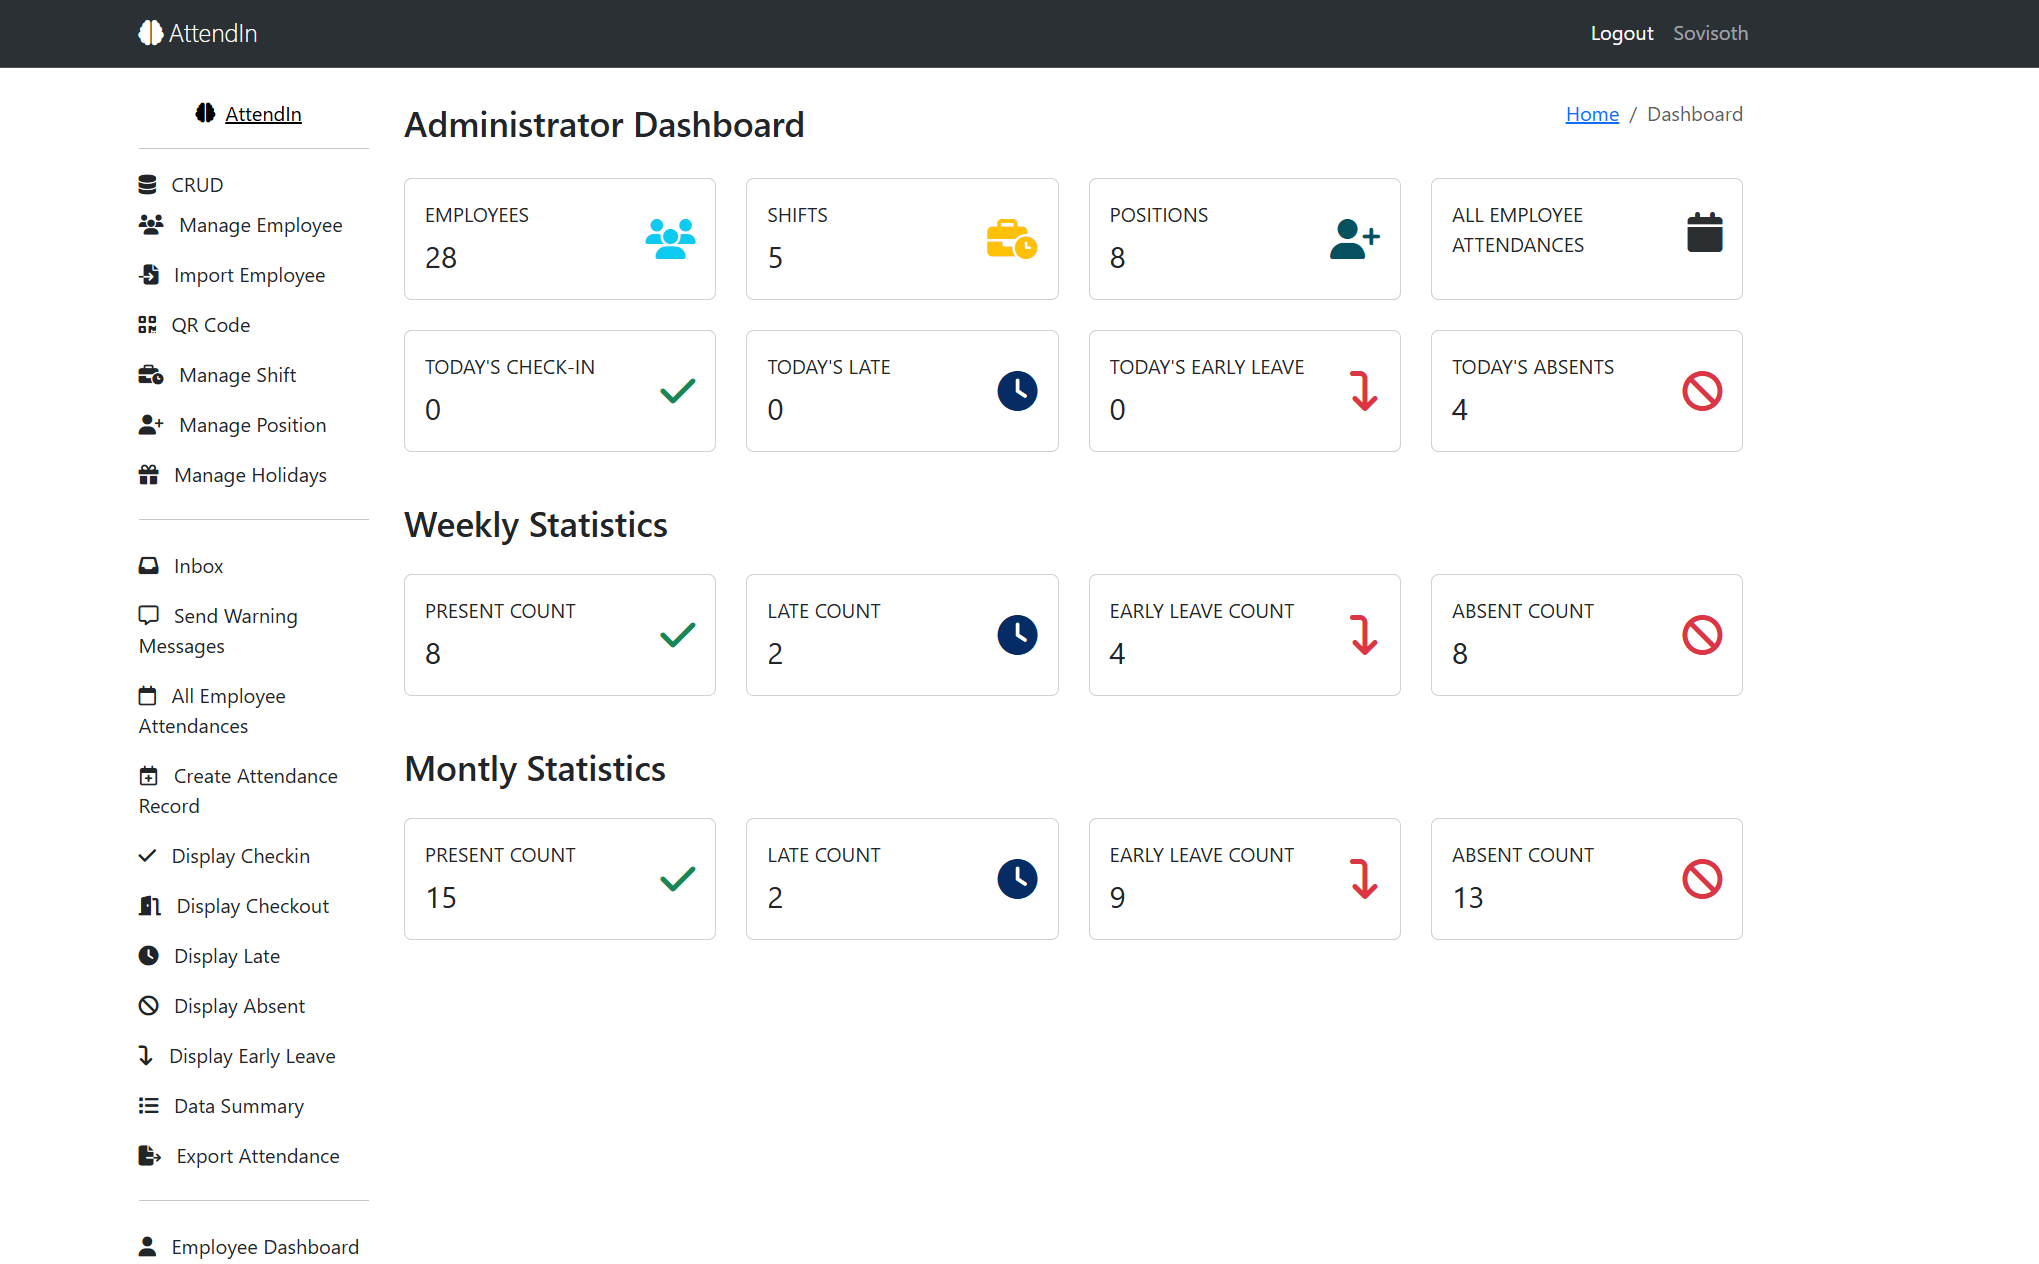 AttendIn
Logout Sovisoth
AttendIn
CRUD
Manage Employee
Import Employee
QR Code
Manage Shift
Manage Position
Manage Holidays
Inbox
Send Warning
Messages
All Employee
Attendances
Create Attendance
Record
Display Checkin
Display Checkout
Display Late
Display Absent
Display Early Leave
Data Summary
Export Attendance
Employee Dashboard
Administrator Dashboard
Home / Dashboard
EMPLOYEES
28
SHIFTS
5
POSITIONS
8
ALL EMPLOYEE
ATTENDANCES
TODAY'S CHECK-IN
0
TODAY'S LATE
0
TODAY'S EARLY LEAVE
0
TODAY'S ABSENTS
4
Weekly Statistics
PRESENT COUNT
8
LATE COUNT
2
EARLY LEAVE COUNT
4
ABSENT COUNT
8
Montly Statistics
PRESENT COUNT
15
LATE COUNT
2
EARLY LEAVE COUNT
9
ABSENT COUNT
13